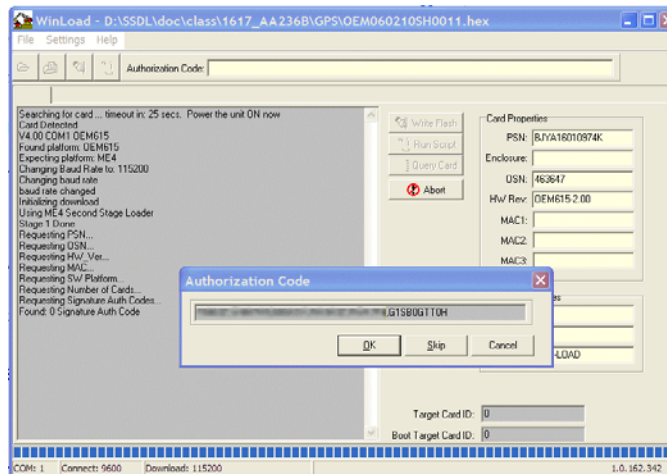 WinLoad - D:\SSDL\doc\class\1617_AA236B\GPS\OEM060210SH0011.hex
File Settings Help
Authorization Code:
Searching for card ... timeout in: 25 secs. Power the unit ON now
Card Detected
V4.00 COM1 OEM615
Found platform: OEM615
Expecting platform: ME4
Changing Baud Rate to: 115200
Changing baud rate
baud rate changed
Initializing download
Using ME4 Second Stage Loader
Stage 1 Done
Requesting PSN...
Requesting OSN...
Requesting HW_Ver...
Requesting MAC...
Requesting SW Platform...
Requesting Number of Cards...
Requesting Signature Auth Codes...
Found: 0 Signature Auth Code
Write Flash
Run Script
Query Card
Abort
Card Properties
PSN: BJYA16010974K
Enclosure:
OSN: 463647
HW Rev: OEM615-2.00
MAC1:
MAC2:
MAC3:
Authorization Code
,G1SB0GTT0H
OK Skip Cancel
-LOAD
Target Card ID: 0
Boot Target Card ID: 0
COM: 1 Connect: 9600 Download: 115200 1.0.162.342